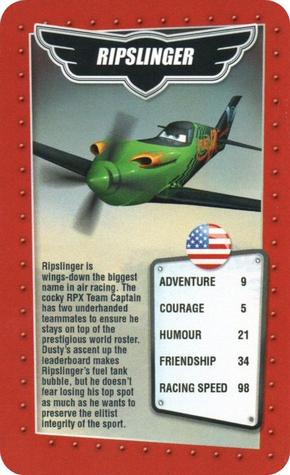 RIPSLINGER
Ripslinger is
wings-down the biggest
name in air racing. The
cocky RPX Team Captain
has two underhanded
teammates to ensure he
stays on top of the
prestigious world roster.
Dusty's ascent up the
leaderboard makes
Ripslinger's fuel tank
bubble, but he doesn't
fear losing his top spot
as much as he wants to
preserve the elitist
integrity of the sport.
ADVENTURE 9
COURAGE 5
HUMOUR 21
FRIENDSHIP 34
RACING SPEED 98